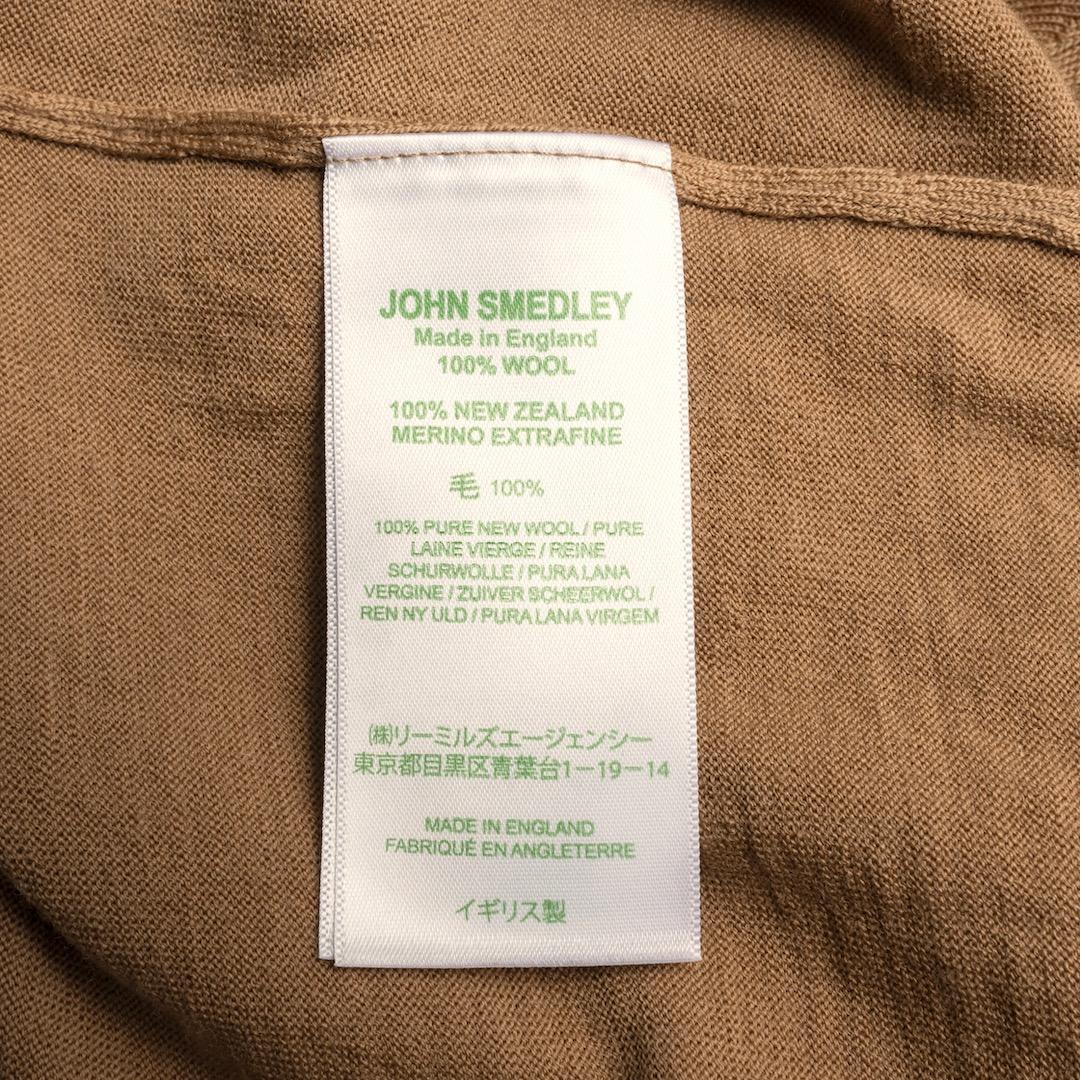 JOHN SMEDLEY
Made in England
100% WOOL
100% NEW ZEALAND
MERINO EXTRAFINE
毛 100%
100% PURE NEW WOOL / PURE
LAINE VIERGE / REINE
SCHURWOLLE / PURA LANA
VERGINE / ZUIVER SCHEERWOL /
REN NY ULD / PURA LANA VIRGEM
㈱リーミルズエージェンシー
東京都目黒区青葉台1－19－14
MADE IN ENGLAND
FABRIQUÉ EN ANGLETERRE
イギリス製